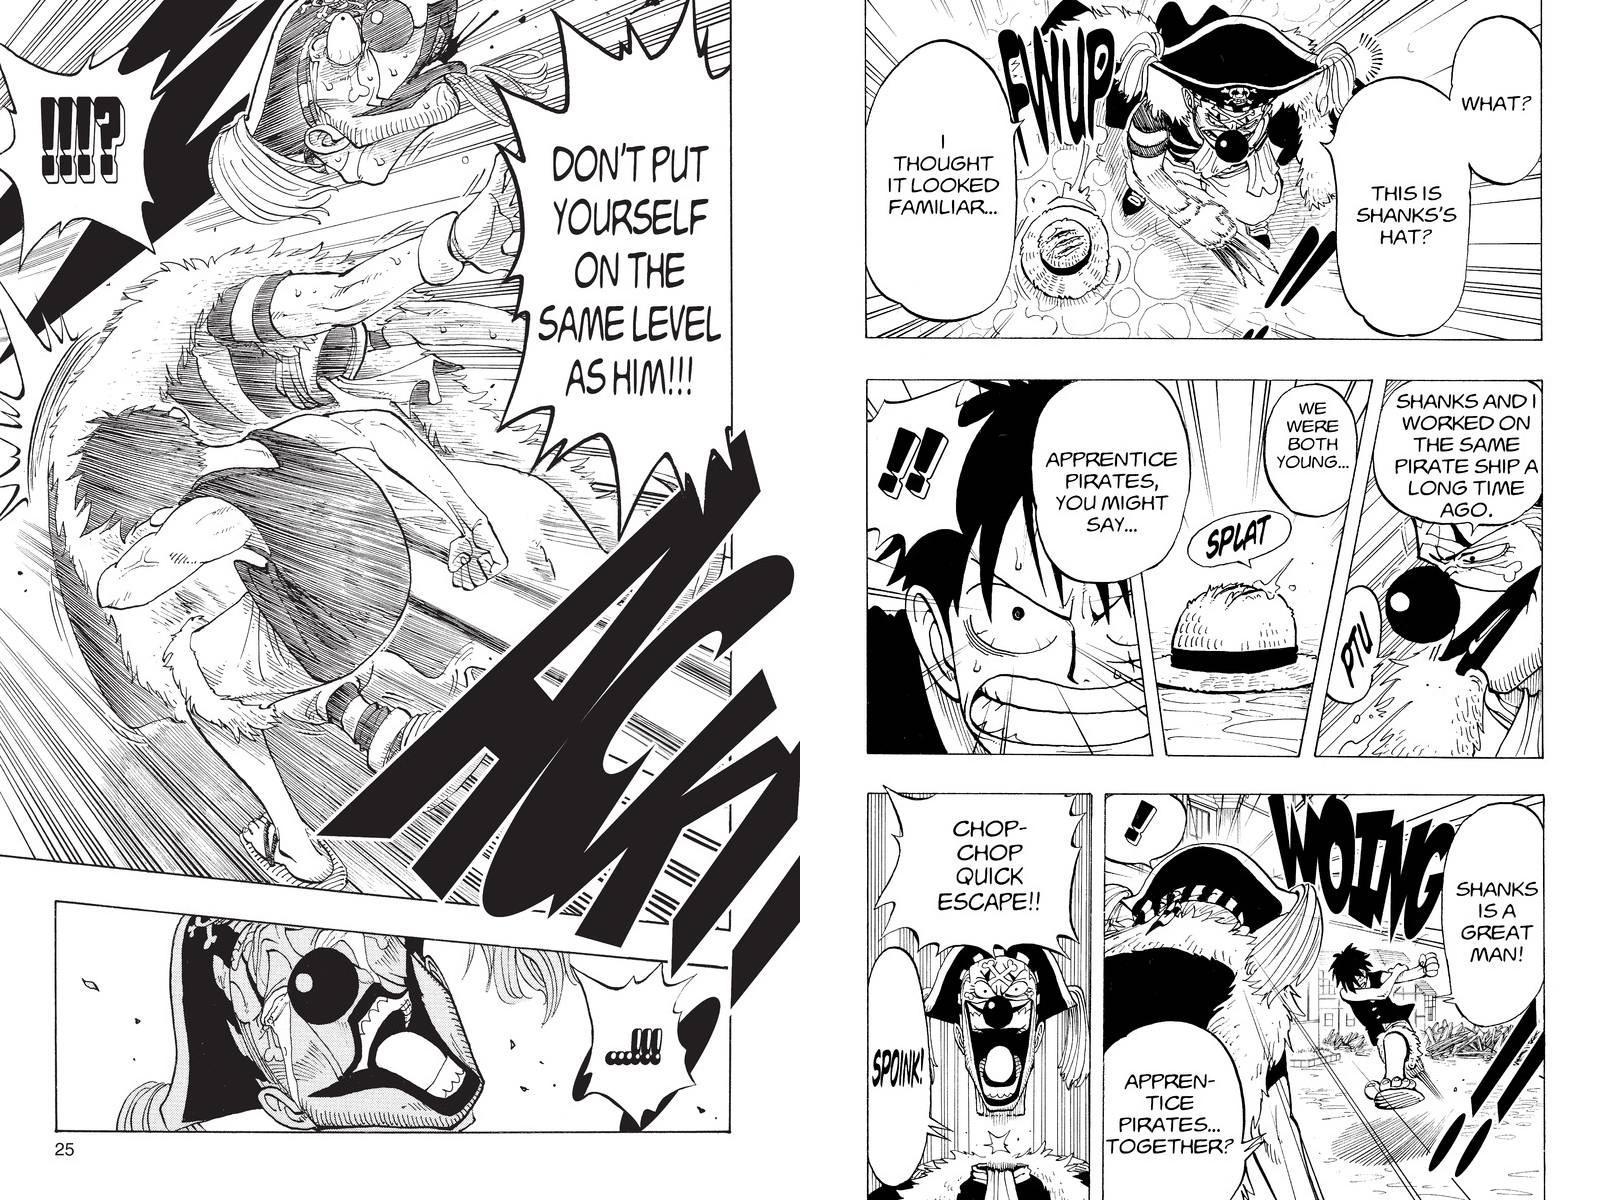 WHAT?
THIS IS
SHANKS'S
HAT?
FWUP
I
THOUGHT
IT LOOKED
FAMILIAR...
SHANKS AND I
WORKED ON
THE SAME
PIRATE SHIP A
LONG TIME
AGO.
PTU
WE
WERE
BOTH
YOUNG...
SPLAT
APPRENTICE
PIRATES,
YOU MIGHT
SAY...
!!
SHANKS
IS A
GREAT
MAN!
WOING
!
APPREN-
TICE
PIRATES...
TOGETHER?
CHOP-
CHOP
QUICK
ESCAPE!!
SPOINK!
DON'T PUT
YOURSELF
ON THE
SAME LEVEL
AS HIM!!!
!!!?
ACK!!
...!!!
25